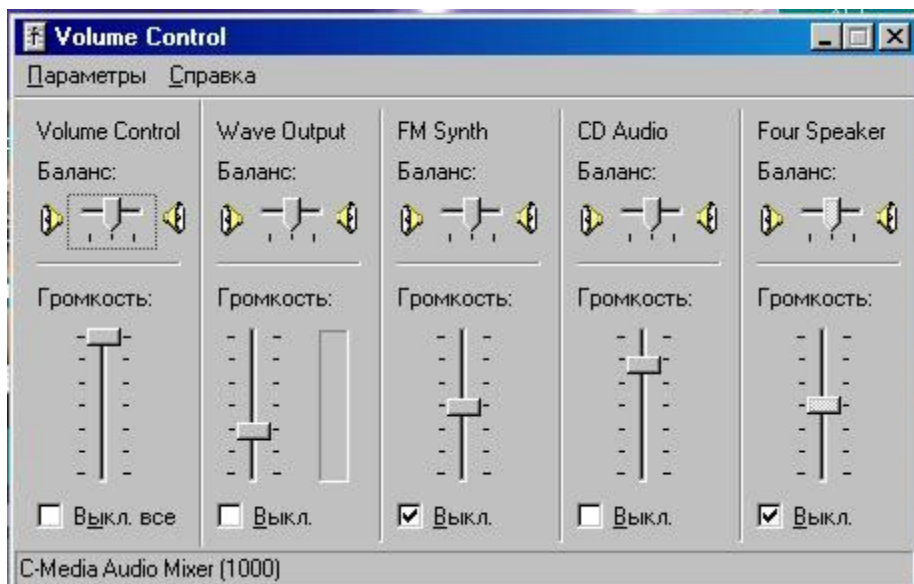 Volume Control
Параметры Справка
Volume Control
Баланс:
Громкость:
Выкл. все
Wave Output
Баланс:
Громкость:
Выкл.
FM Synth
Баланс:
Громкость:
Выкл.
CD Audio
Баланс:
Громкость:
Выкл.
Four Speaker
Баланс:
Громкость:
Выкл.
C-Media Audio Mixer (1000)